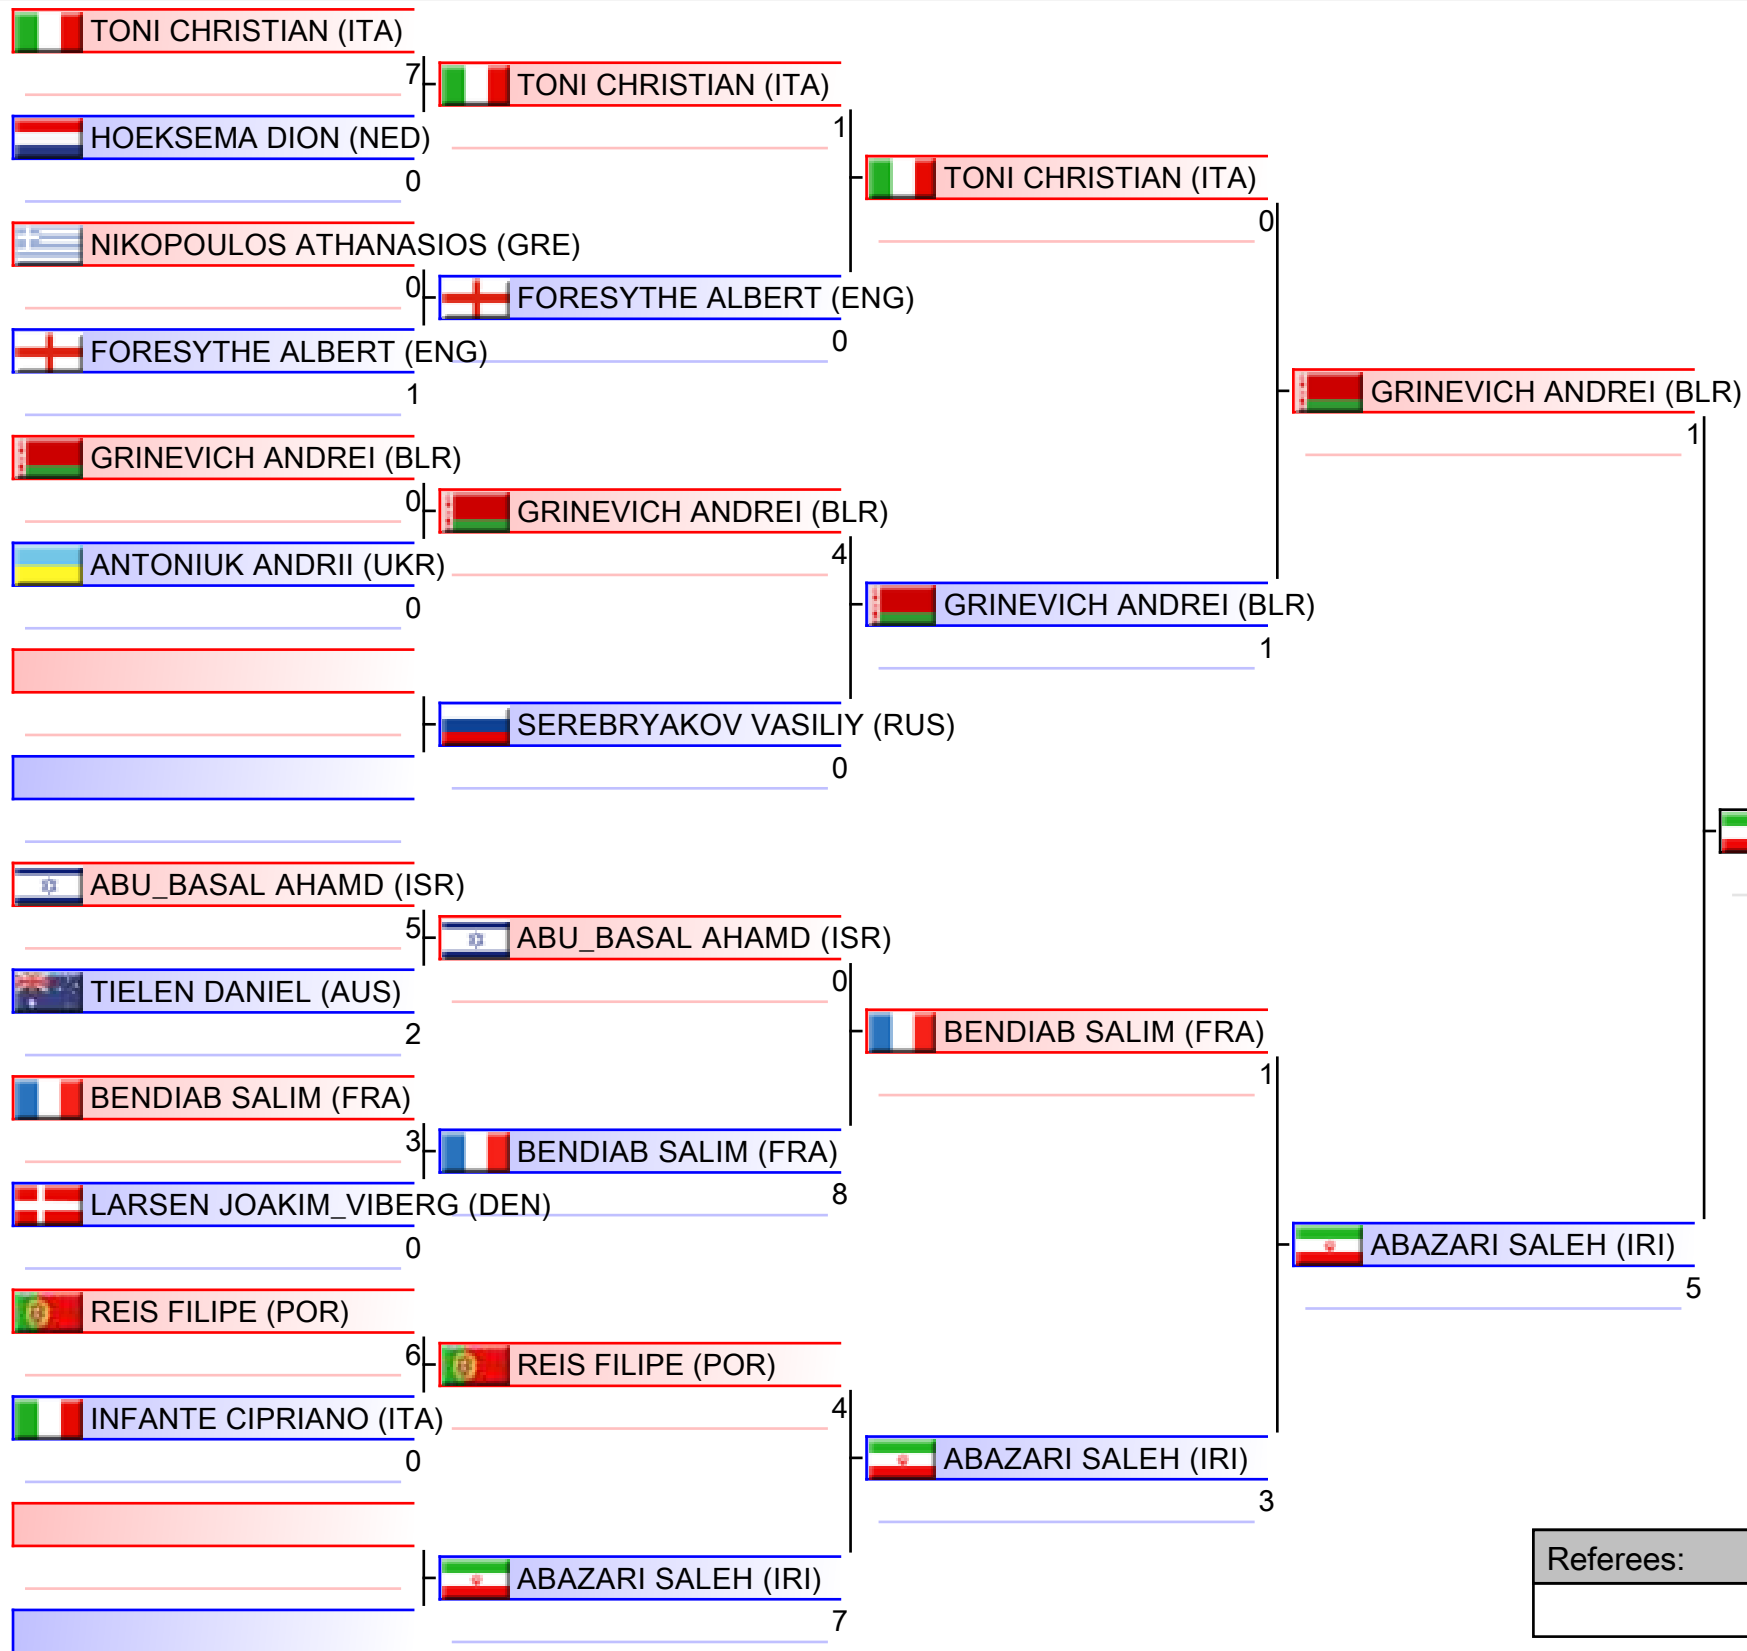 TONI CHRISTIAN (ITA)
7
HOEKSEMA DION (NED)
0
NIKOPOULOS ATHANASIOS (GRE)
0
FORESYTHE ALBERT (ENG)
1
GRINEVICH ANDREI (BLR)
0
ANTONIUK ANDRII (UKR)
0
ABU_BASAL AHAMD (ISR)
5
TIELEN DANIEL (AUS)
2
BENDIAB SALIM (FRA)
3
LARSEN JOAKIM_VIBERG (DEN)
0
REIS FILIPE (POR)
6
INFANTE CIPRIANO (ITA)
0
TONI CHRISTIAN (ITA)
1
FORESYTHE ALBERT (ENG)
0
GRINEVICH ANDREI (BLR)
4
SEREBRYAKOV VASILIY (RUS)
0
ABU_BASAL AHAMD (ISR)
0
BENDIAB SALIM (FRA)
8
REIS FILIPE (POR)
4
ABAZARI SALEH (IRI)
7
TONI CHRISTIAN (ITA)
0
GRINEVICH ANDREI (BLR)
1
BENDIAB SALIM (FRA)
1
ABAZARI SALEH (IRI)
3
GRINEVICH ANDREI (BLR)
1
ABAZARI SALEH (IRI)
5
Referees: